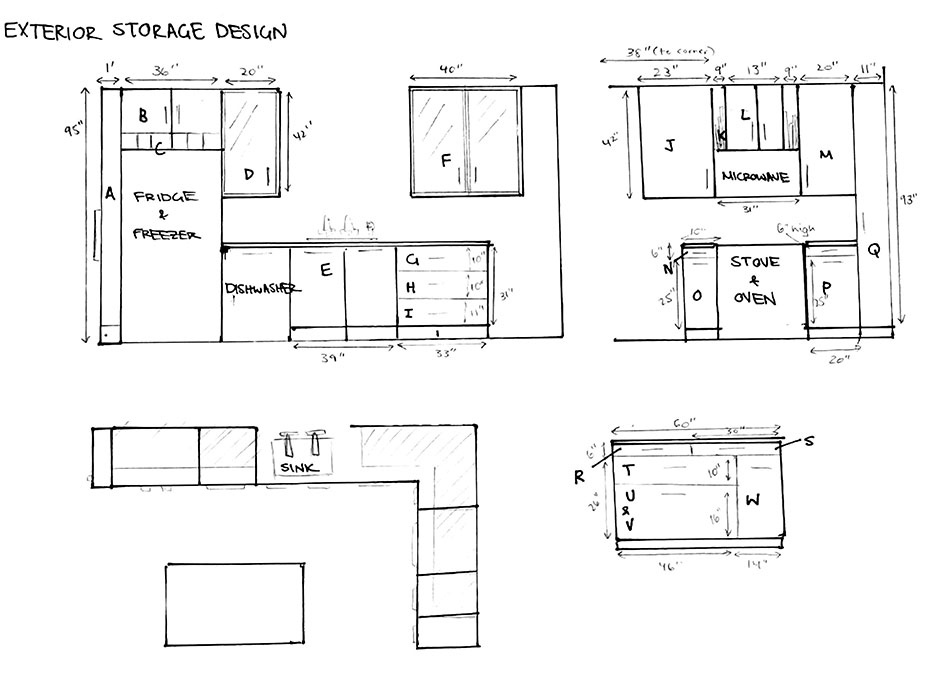 EXTERIOR STORAGE DESIGN
1' 36" 20" 40"
95"
B
C
A
D
42"
F
FRIDGE
&
FREEZER
DISHWASHER
E
G 10"
H 10"
I 11"
31"
39" 33"
38" (to corner)
23" 9" 13" 9" 20" 11"
42"
J
K
L
M
MICROWAVE
31"
93"
Q
10"
6" high
6"
N
25"
O
STOVE
&
OVEN
P
25"
20"
SINK
60"
30"
S
6"
R
T 10"
26"
U
&
V
16"
W
46" 14"